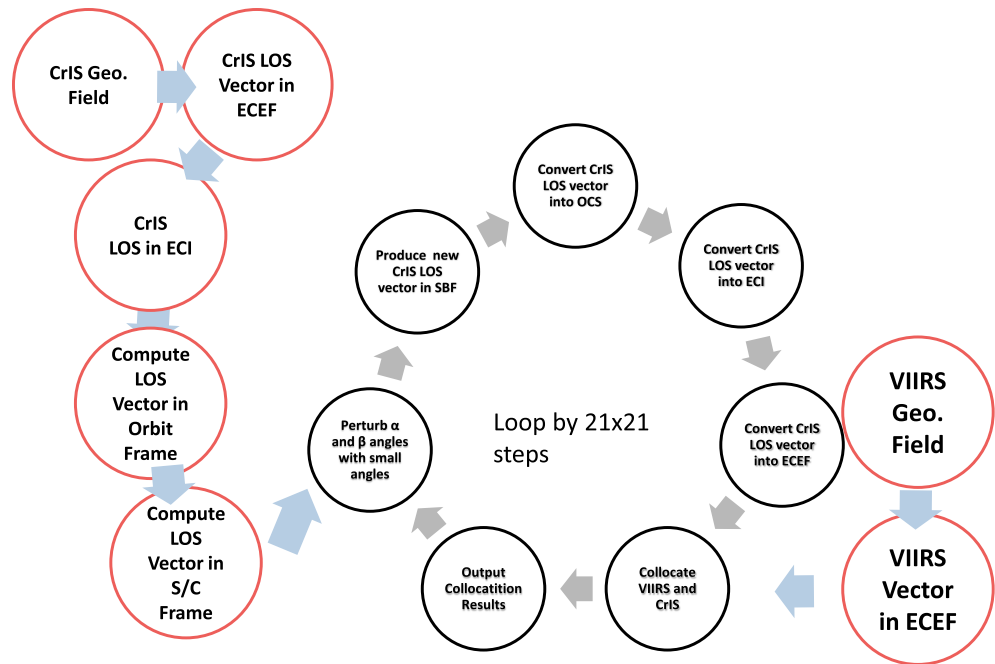 CrIS Geo.
Field
CrIS LOS
Vector in
ECEF
CrIS
LOS in ECI
Compute
LOS
Vector in
Orbit
Frame
Compute
LOS
Vector in
S/C
Frame
Perturb α
and β angles
with small
angles
Produce new
CrIS LOS
vector in SBF
Convert CrIS
LOS vector
into OCS
Convert CrIS
LOS vector
into ECI
Convert CrIS
LOS vector
into ECEF
Collocate
VIIRS and
CrIS
Output
Collocatition
Results
Loop by 21x21
steps
VIIRS
Geo.
Field
VIIRS
Vector
in ECEF